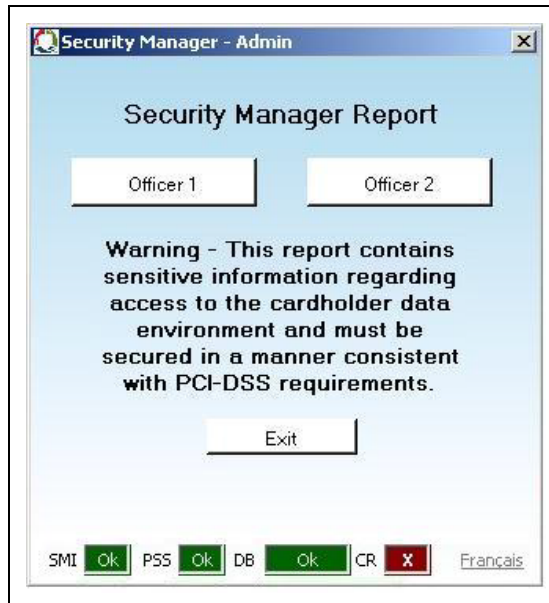 Security Manager - Admin
Security Manager Report
Officer 1 Officer 2
Warning - This report contains
sensitive information regarding
access to the cardholder data
environment and must be
secured in a manner consistent
with PCI-DSS requirements.
Exit
SMI Ok PSS Ok DB Ok CR X Français